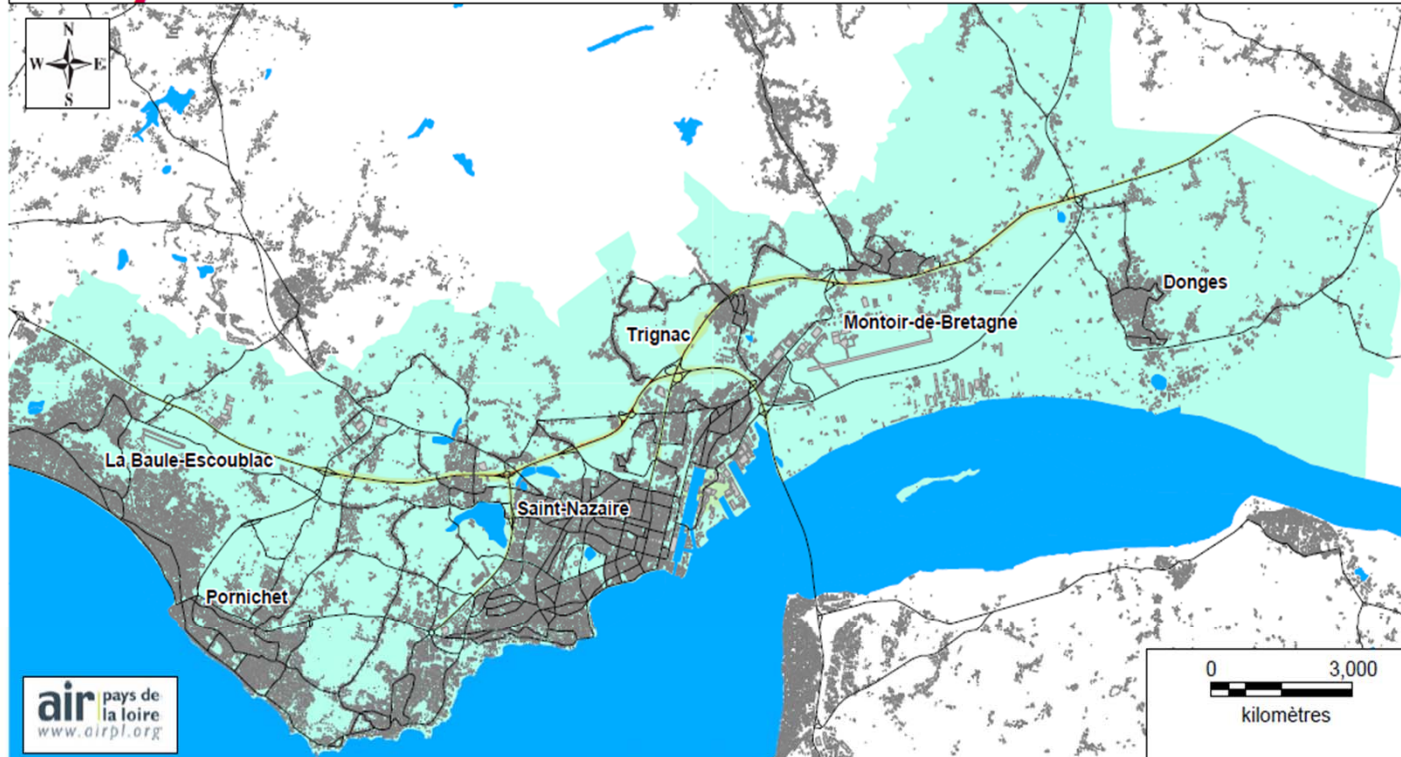 N
W E
S
Trignac
Montoir-de-Bretagne
Donges
La Baule-Escoublac
Saint-Nazaire
Pornichet
air pays de
la loire
www.airpl.org
0 3,000
kilomètres